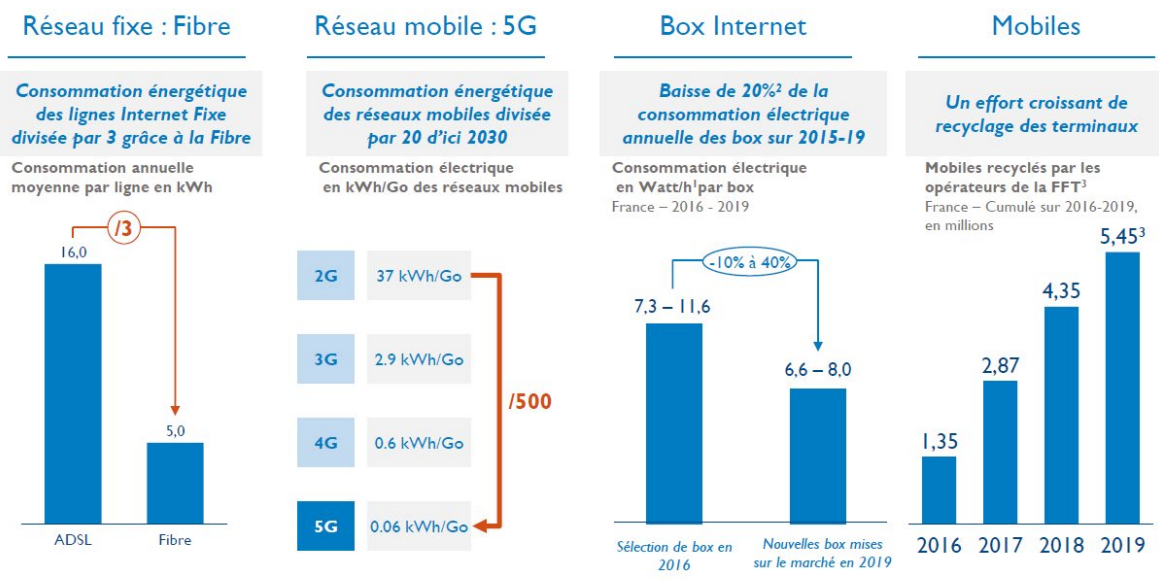 Réseau fixe : Fibre
Consommation énergétique
des lignes Internet Fixe
divisée par 3 grâce à la Fibre
Consommation annuelle
moyenne par ligne en kWh
/3
16,0
5,0
ADSL
Fibre
Réseau mobile : 5G
Consommation énergétique
des réseaux mobiles divisée
par 20 d'ici 2030
Consommation électrique
en kWh/Go des réseaux mobiles
2G 37 kWh/Go
3G 2.9 kWh/Go
/500
4G 0.6 kWh/Go
5G 0.06 kWh/Go
Box Internet
Baisse de 20%² de la
consommation électrique
annuelle des box sur 2015-19
Consommation électrique
en Watt/h¹par box
France – 2016 - 2019
-10% à 40%
7,3 – 11,6
6,6 – 8,0
Sélection de box en
2016
Nouvelles box mises
sur le marché en 2019
Mobiles
Un effort croissant de
recyclage des terminaux
Mobiles recyclés par les
opérateurs de la FFT³
France – Cumulé sur 2016-2019,
en millions
5,45³
4,35
2,87
1,35
2016 2017 2018 2019